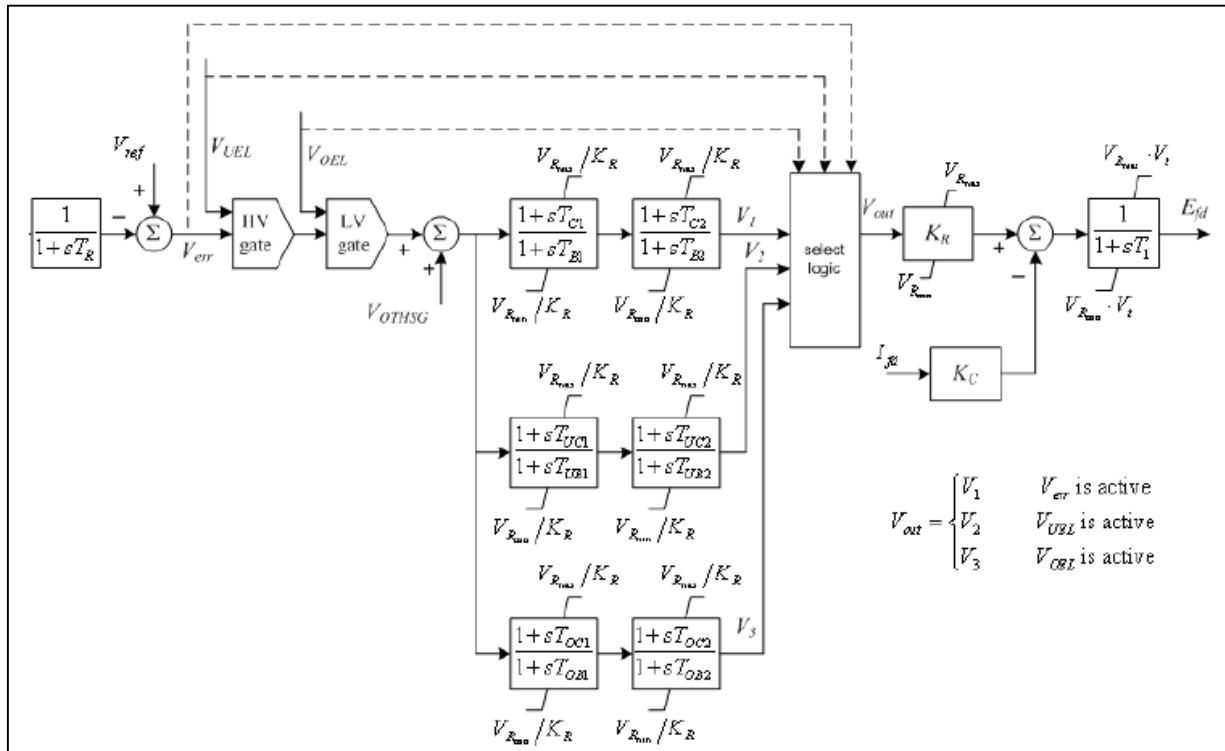 V_ref
+
−
1
1+sT_R
Σ
V_err
V_UEL
HV
gate
V_OEL
LV
gate
+
+
Σ
V_OTHSG
V_Rmax/K_R
V_Rmax/K_R
1+sT_C1
1+sT_B1
1+sT_C2
1+sT_B2
V_1
V_Rmin/K_R
V_Rmin/K_R
V_2
V_Rmax/K_R
V_Rmax/K_R
1+sT_UC1
1+sT_UB1
1+sT_UC2
1+sT_UB2
V_Rmin/K_R
V_Rmin/K_R
V_Rmax/K_R
V_Rmax/K_R
1+sT_OC1
1+sT_OB1
1+sT_OC2
1+sT_OB2
V_3
V_Rmin/K_R
V_Rmin/K_R
select
logic
V_out
V_Rmax
K_R
V_Rmin
+
−
Σ
I_fd
K_C
V_Rmax · V_t
1
1+sT_1
V_Rmin · V_t
E_fd
V_out = { V_1 V_err is active
V_2 V_UEL is active
V_3 V_OEL is active